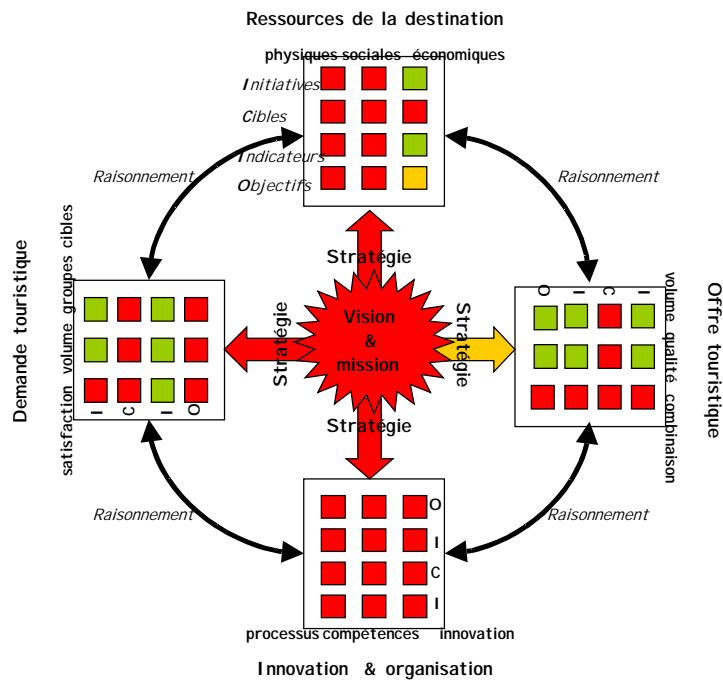 Ressources de la destination
physiques sociales économiques
Initiatives
Cibles
Indicateurs
Objectifs
Raisonnement
Raisonnement
Demande touristique
satisfaction volume groupes cibles
I C I O
Stratégie
Stratégie
Vision
&
mission
Stratégie
Stratégie
O I C I
volume qualité combinaison
Offre touristique
Raisonnement
Raisonnement
O
I
C
I
processus compétences innovation
Innovation & organisation